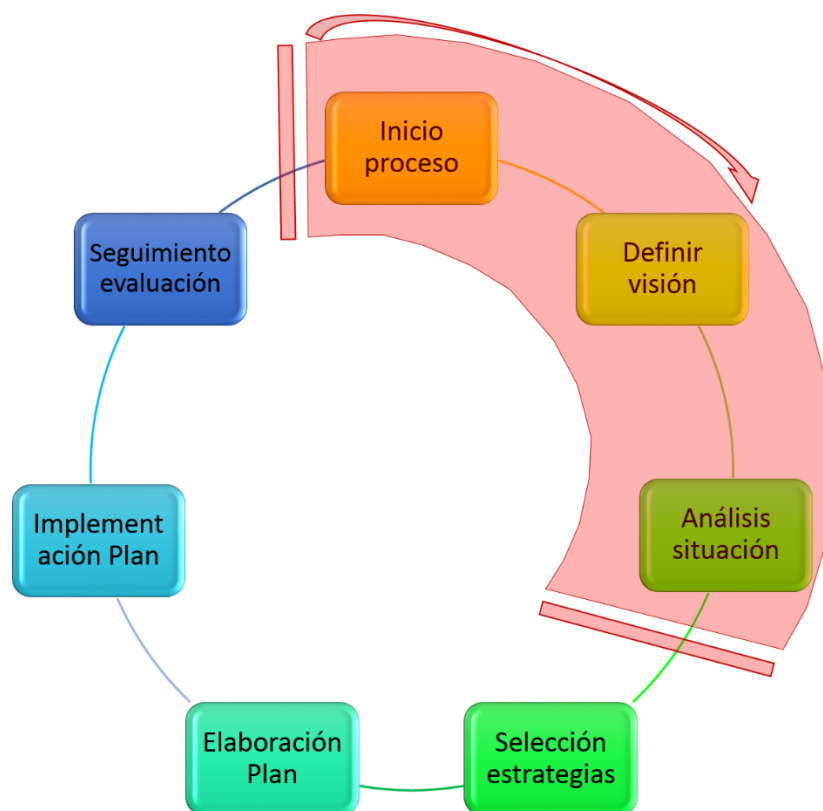 Inicio
proceso
Definir
visión
Análisis
situación
Selección
estrategias
Elaboración
Plan
Implement
ación Plan
Seguimiento
evaluación